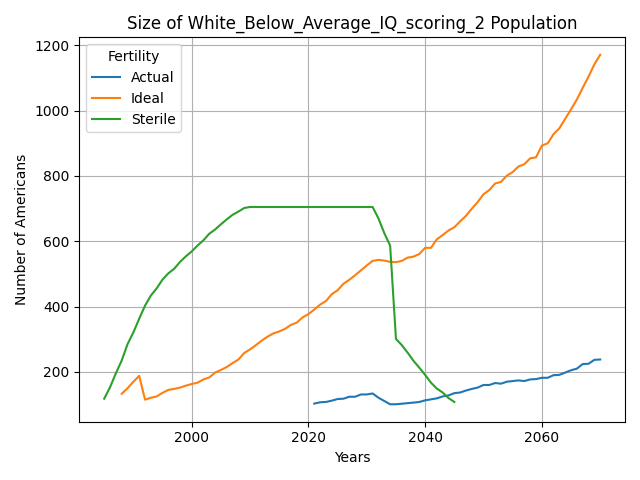 Size of White_Below_Average_IQ_scoring_2 Population
Fertility
Actual
Ideal
Sterile
Number of Americans
1200
1000
800
600
400
200
2000
2020
2040
2060
Years